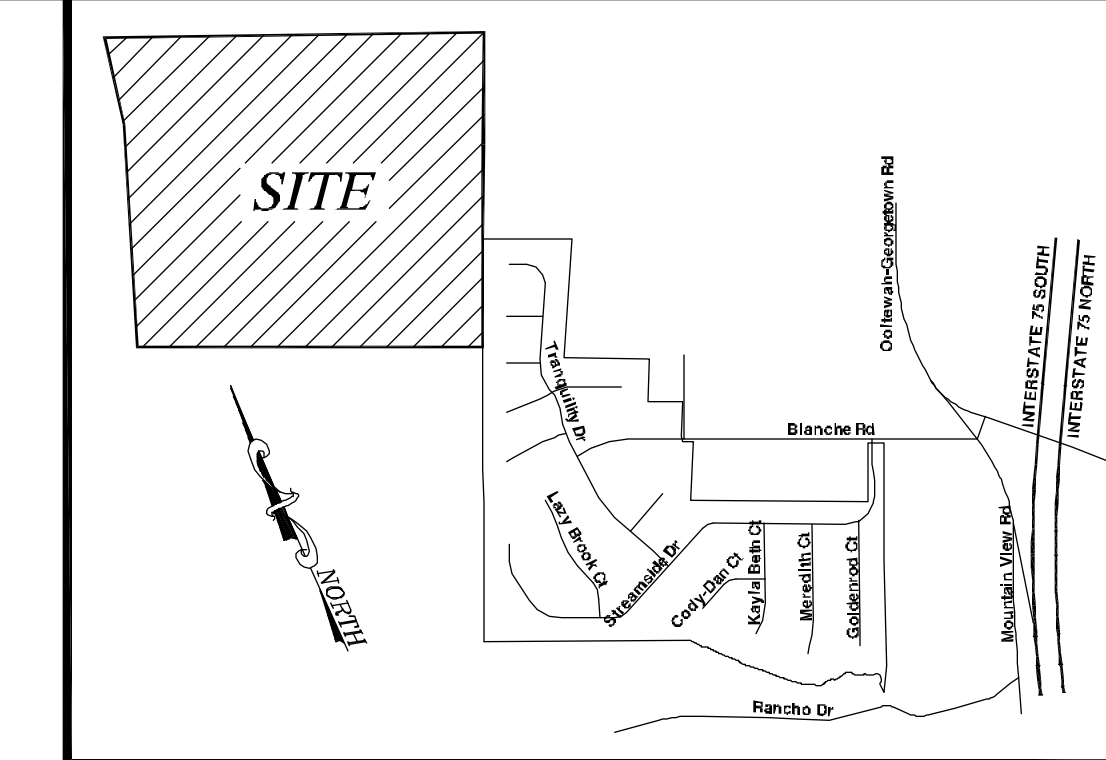 SITE
Ooltewah-Georgetown Rd
INTERSTATE 75 SOUTH
INTERSTATE 75 NORTH
Tranquility Dr
Blanche Rd
Lazy Brook Ct
Streamside Dr
Cody-Dan Ct
Kayla Beth Ct
Meredith Ct
Goldenrod Ct
Mountain View Rd
NORTH
Rancho Dr